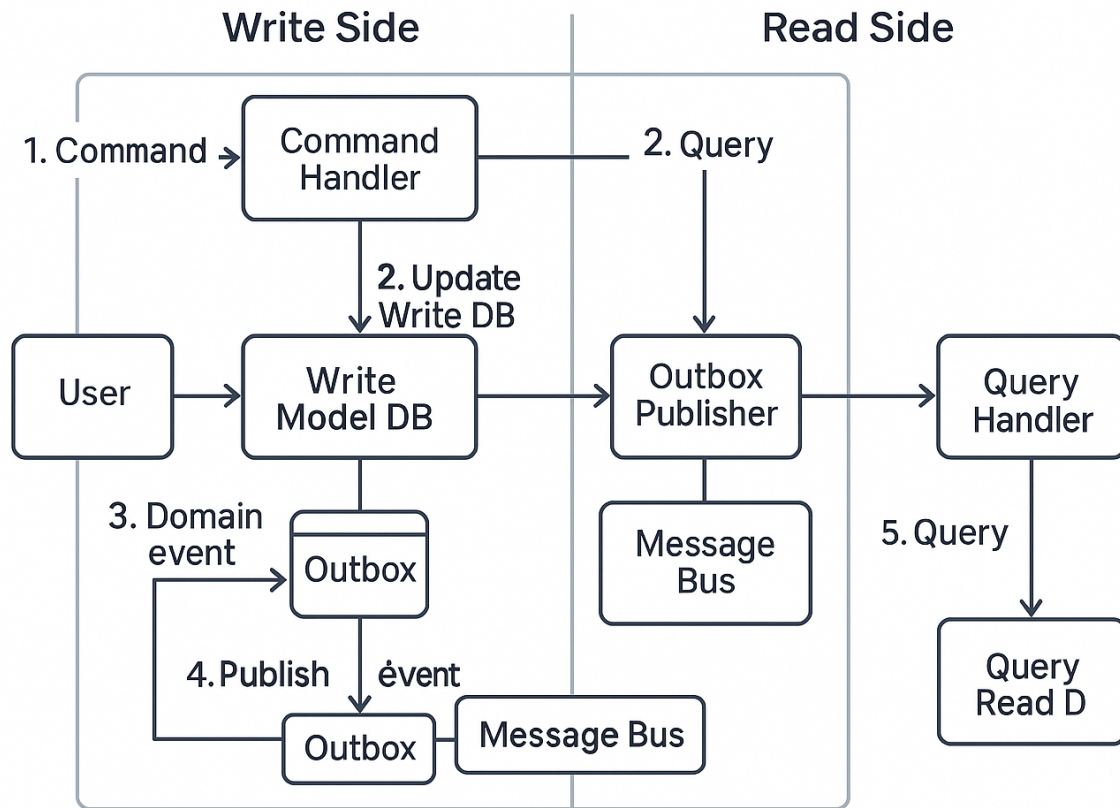 Write Side
Read Side
1. Command
Command
Handler
2. Query
2. Update
Write DB
User
Write
Model DB
Outbox
Publisher
Query
Handler
3. Domain
event
Outbox
Message
Bus
5. Query
4. Publish event
Outbox
Message Bus
Query
Read D